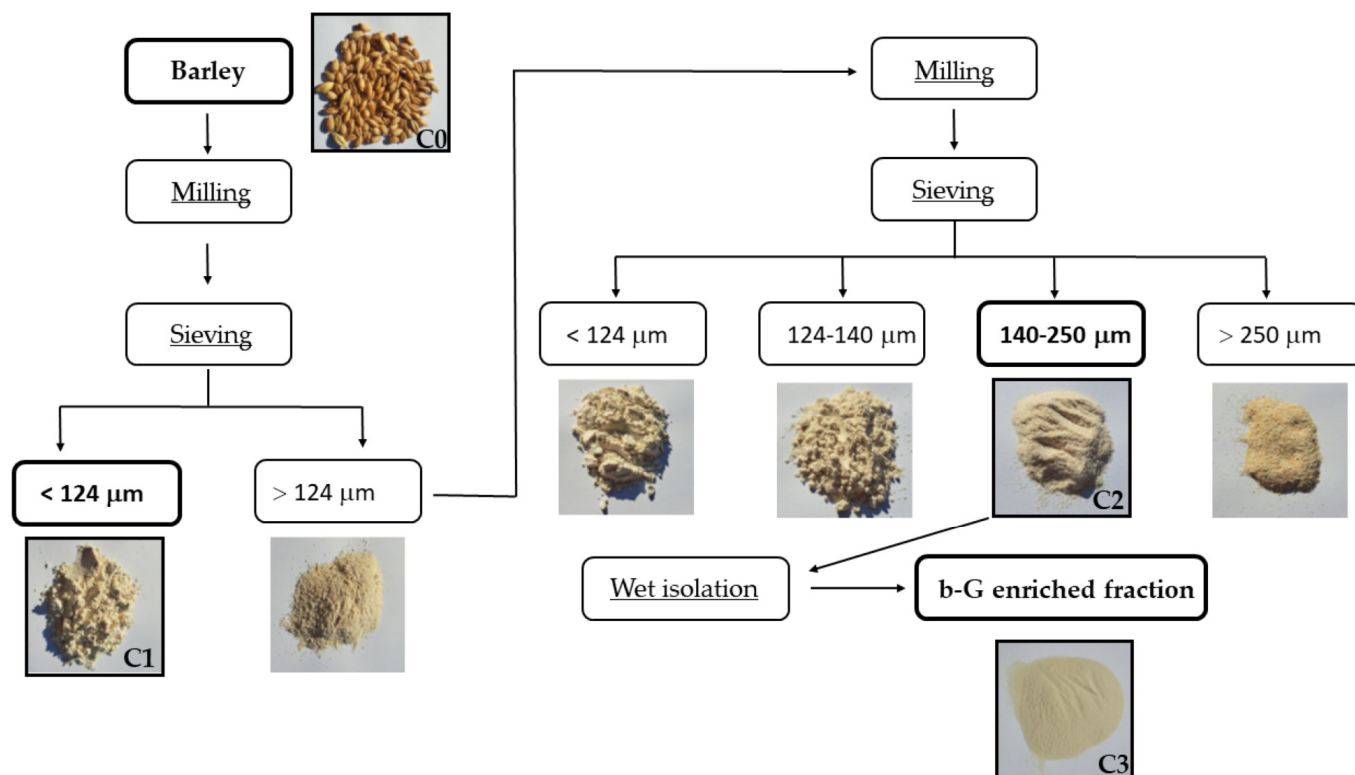 Barley
C0
Milling
Sieving
< 124 µm
> 124 µm
C1
Milling
Sieving
< 124 µm
124-140 µm
140-250 µm
> 250 µm
C2
Wet isolation
b-G enriched fraction
C3